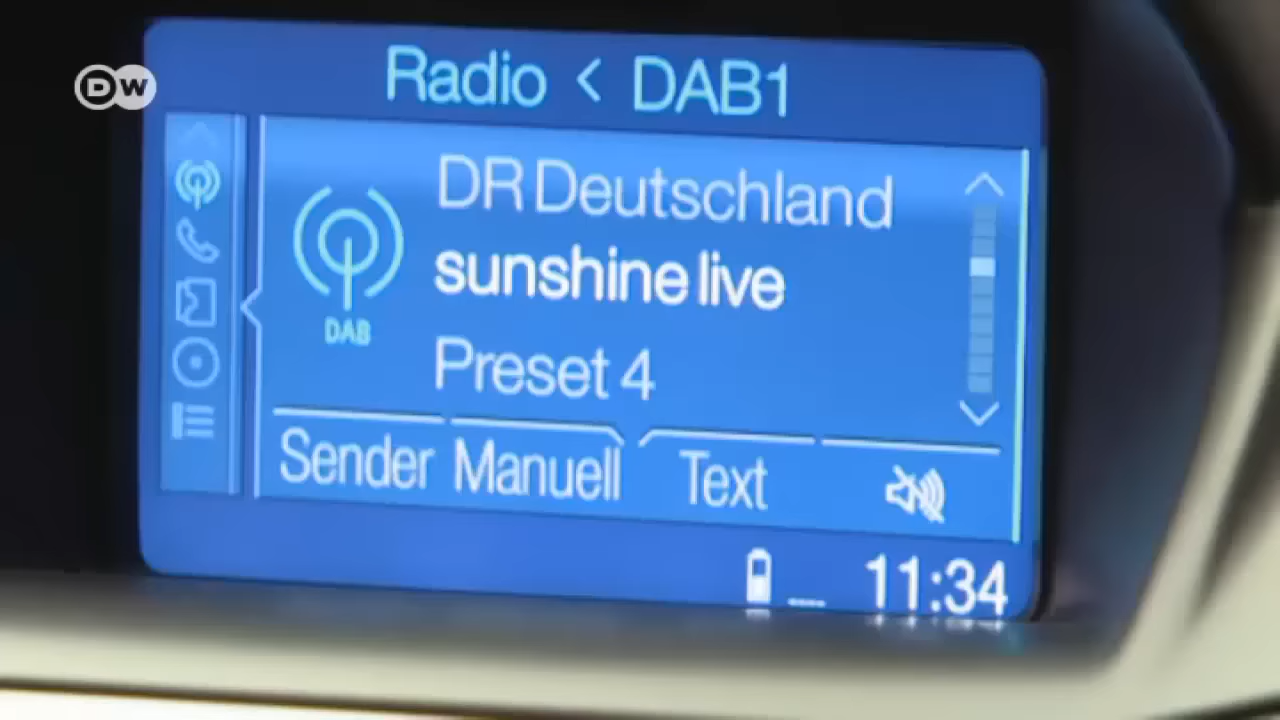 DW
Radio < DAB1
DR Deutschland
sunshine live
DAB
Preset 4
Sender Manuell Text
11:34